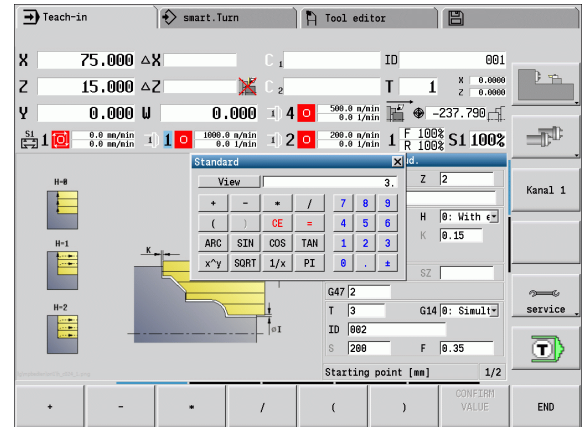 Teach-in smart.Turn Tool editor
X 75.000 ΔX C 1 ID 001
Z 15.000 ΔZ C 2 T 1 X 0.0000
Z 0.0000
Y 0.000 U 0.000 4 500.0 m/min
0.0 1/min -237.790
S1 1 0.0 mm/min
0.0 mm/min 1 1000.0 m/min
0.0 1/min 2 200.0 m/min
0.0 1/min 1 F 100%
R 100% S1 100%
Standard
View 3.
+ - * / 7 8 9
( ) CE = 4 5 6
ARC SIN COS TAN 1 2 3
x^y SQRT 1/x PI 0 . ±
id.
Z 2
H 0: With
K 0.15
SZ
G47 2
T 3 G14 0: Simult
ID 002
S 200 F 0.35
Starting point [mm] 1/2
H-0
H-1
H-2
K
øI
Kanal 1
service
T
+ - * / ( ) CONFIRM
VALUE END